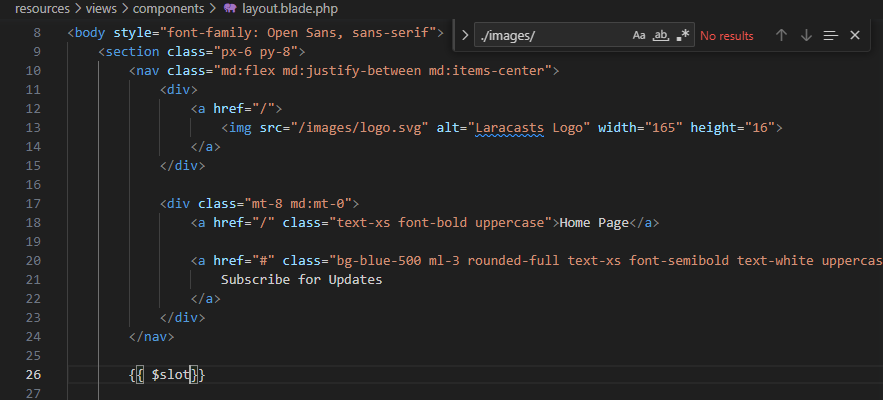 resources > views > components > layout.blade.php
./images/ Aa ab, .* No results
8 <body style="font-family: Open Sans, sans-serif">
9 <section class="px-6 py-8">
10 <nav class="md:flex md:justify-between md:items-center">
11 <div>
12 <a href="/">
13 <img src="/images/logo.svg" alt="Laracasts Logo" width="165" height="16">
14 </a>
15 </div>
16
17 <div class="mt-8 md:mt-0">
18 <a href="/" class="text-xs font-bold uppercase">Home Page</a>
19
20 <a href="#" class="bg-blue-500 ml-3 rounded-full text-xs font-semibold text-white uppercas
21 Subscribe for Updates
22 </a>
23 </div>
24 </nav>
25
26 {{ $slot}}
27